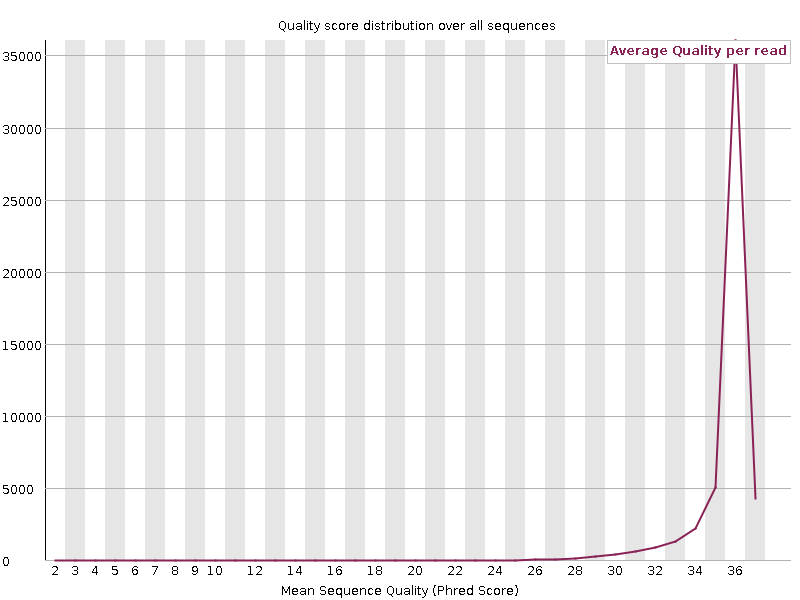 Quality score distribution over all sequences
Average Quality per read
35000
30000
25000
20000
15000
10000
5000
0
2 3 4 5 6 7 8 9 10 12 14 16 18 20 22 24 26 28 30 32 34 36
Mean Sequence Quality (Phred Score)